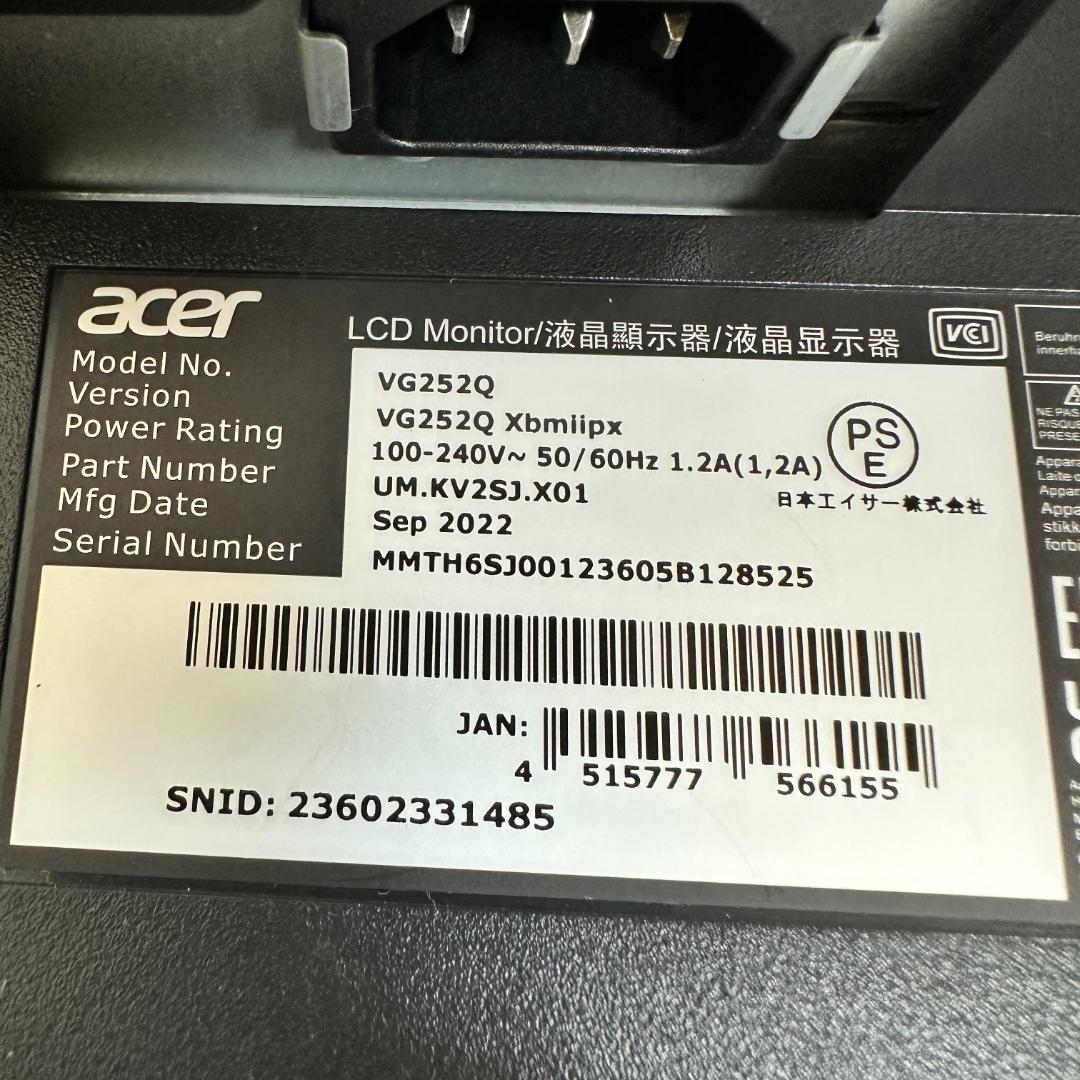 acer
LCD Monitor/液晶顯示器/液晶显示器
VCI
Model No. VG252Q
Version VG252Q Xbmiipx
Power Rating 100-240V~ 50/60Hz 1.2A(1,2A)
Part Number UM.KV2SJ.X01
Mfg Date Sep 2022
Serial Number MMTH6SJ00123605B128525
PS
E
日本エイサー株式会社
JAN:
4 515777 566155
SNID: 23602331485
NE PAS